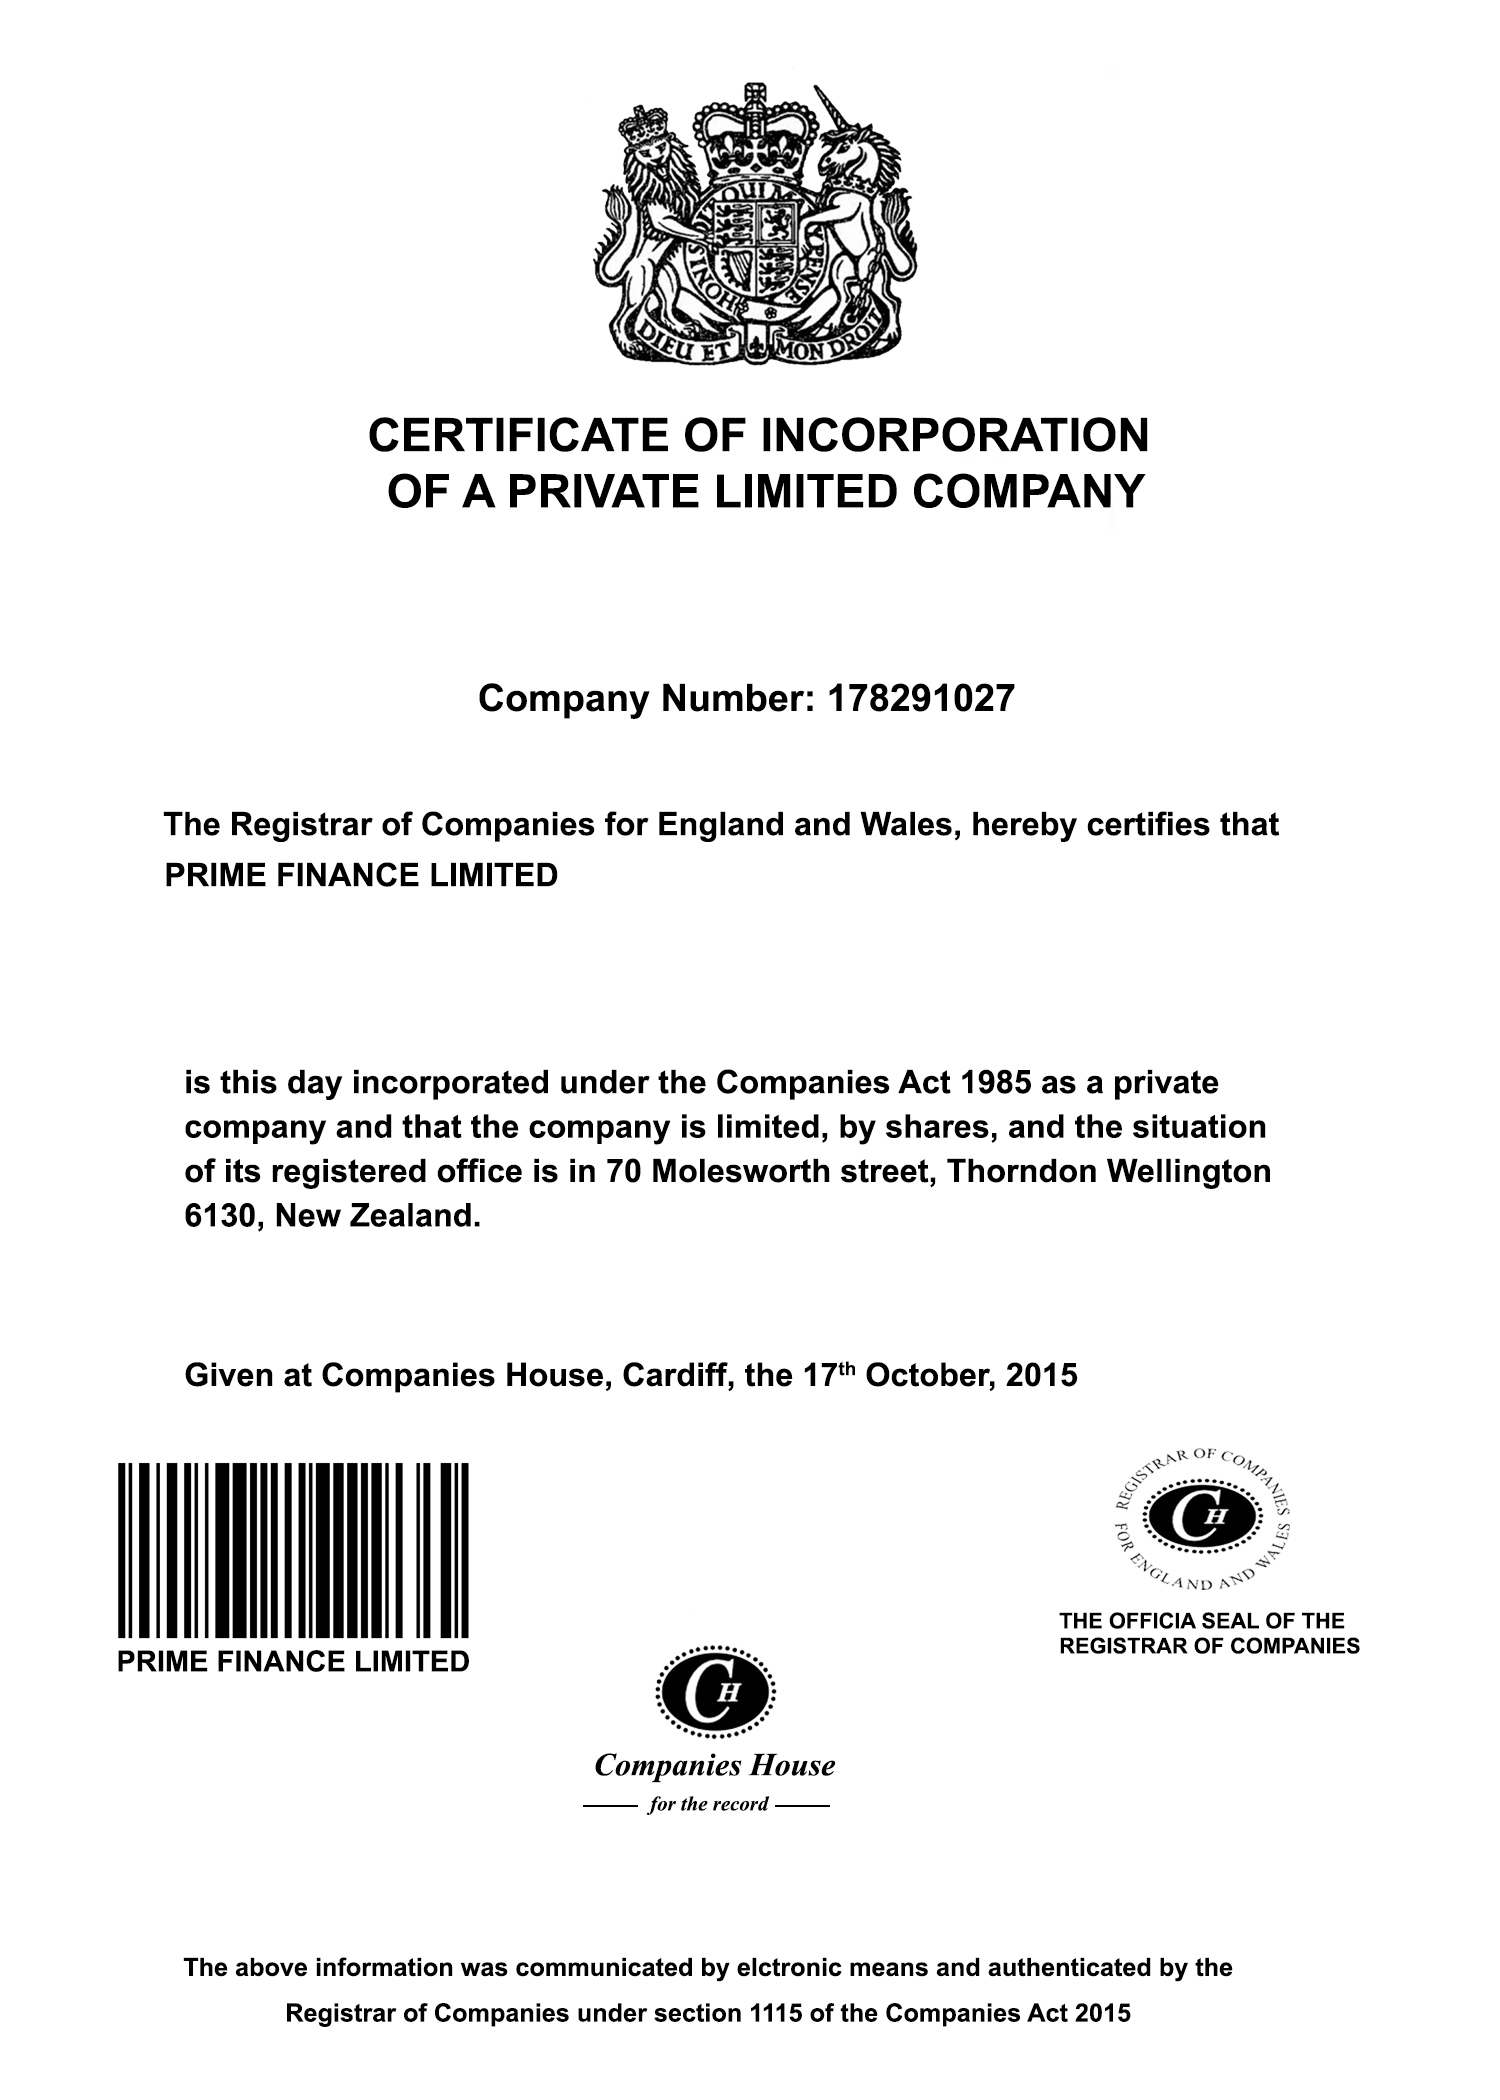 QUI M
HONI SOIT
Y PENSE
DIEU ET MON DROIT
CERTIFICATE OF INCORPORATION
OF A PRIVATE LIMITED COMPANY
Company Number: 178291027
The Registrar of Companies for England and Wales, hereby certifies that
PRIME FINANCE LIMITED
is this day incorporated under the Companies Act 1985 as a private
company and that the company is limited, by shares, and the situation
of its registered office is in 70 Molesworth street, Thorndon Wellington
6130, New Zealand.
Given at Companies House, Cardiff, the 17th October, 2015
REGISTRAR OF COMPANIES
FOR ENGLAND AND WALES
CH
THE OFFICIA SEAL OF THE
REGISTRAR OF COMPANIES
PRIME FINANCE LIMITED
CH
Companies House
for the record
The above information was communicated by elctronic means and authenticated by the
Registrar of Companies under section 1115 of the Companies Act 2015